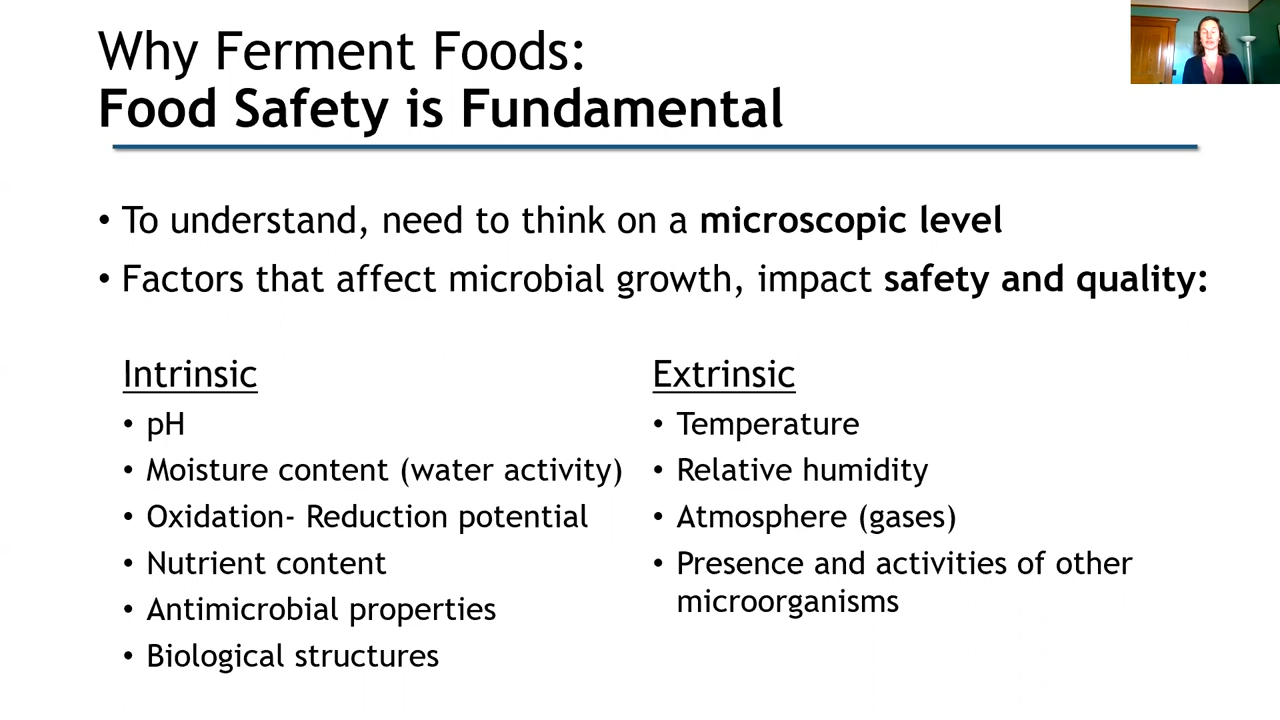 Why Ferment Foods:
Food Safety is Fundamental
• To understand, need to think on a microscopic level
• Factors that affect microbial growth, impact safety and quality:
Intrinsic
• pH
• Moisture content (water activity)
• Oxidation- Reduction potential
• Nutrient content
• Antimicrobial properties
• Biological structures
Extrinsic
• Temperature
• Relative humidity
• Atmosphere (gases)
• Presence and activities of other
microorganisms